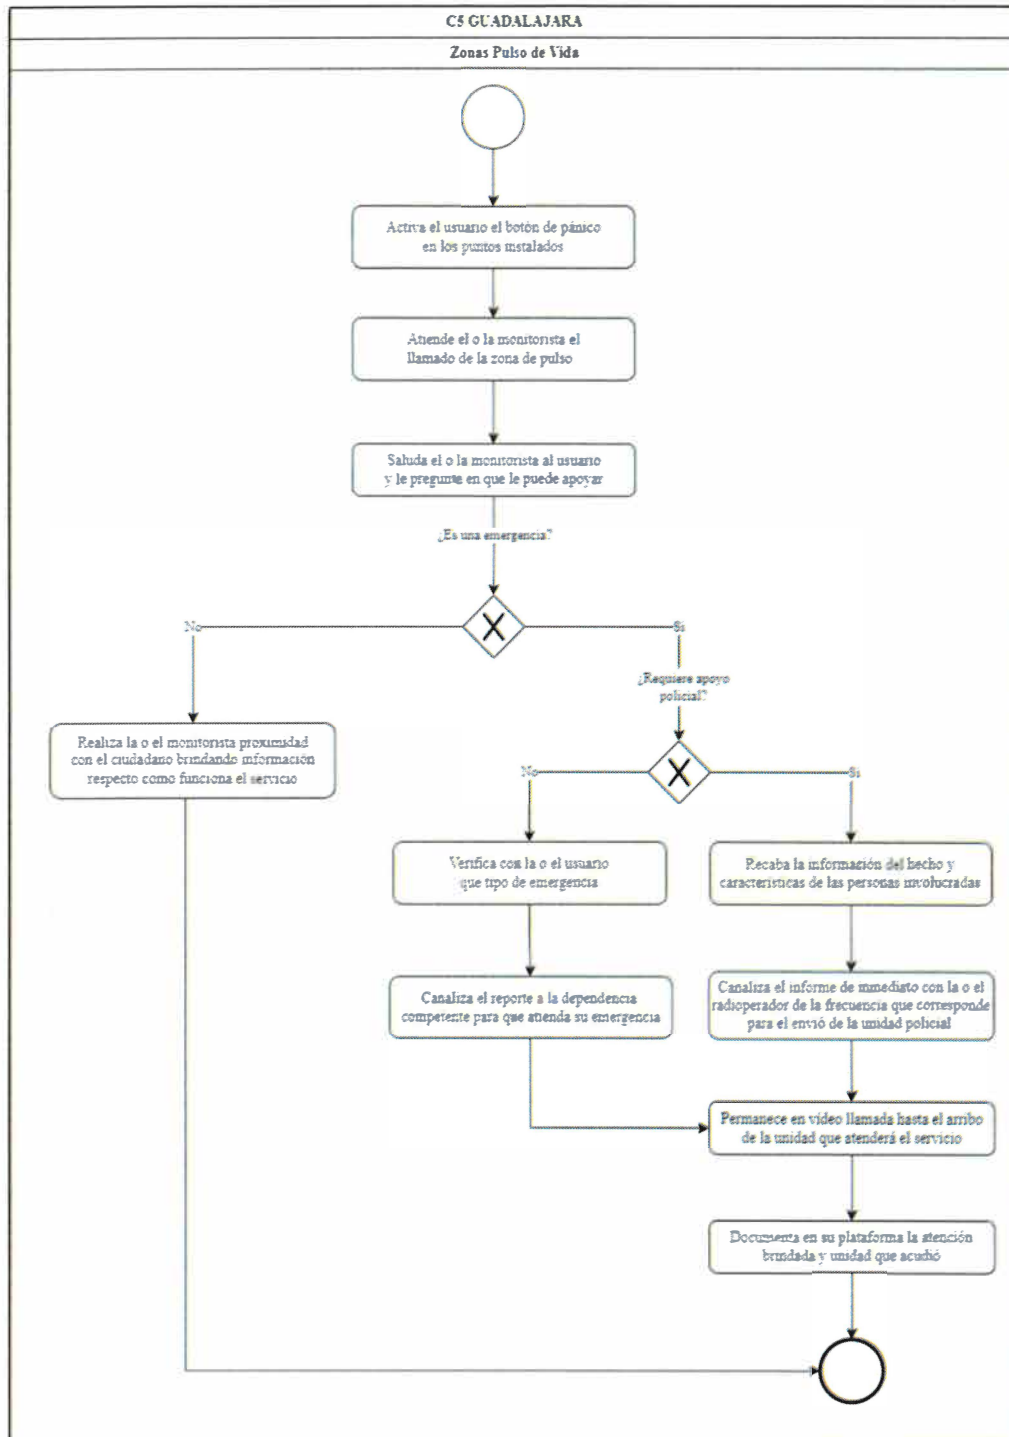 C5 GUADALAJARA
Zonas Pulso de Vida
Activa el usuario el botón de pánico
en los puntos instalados
Atiende el o la monitorista el
llamado de la zona de pulso
Saluda el o la monitorista al usuario
y le pregunta en que le puede apoyar
¿Es una emergencia?
No
Si
¿Requiere apoyo
policial?
Realiza la o el monitorista proximidad
con el ciudadano brindando información
respecto como funciona el servicio
No
Si
Verifica con la o el usuario
que tipo de emergencia
Recaba la información del hecho y
características de las personas involucradas
Canaliza el reporte a la dependencia
competente para que atienda su emergencia
Canaliza el informe de inmediato con la o el
radioperador de la frecuencia que corresponde
para el envió de la unidad policial
Permanece en vídeo llamada hasta el arribo
de la unidad que atenderá el servicio
Documenta en su plataforma la atención
brindada y unidad que acudió